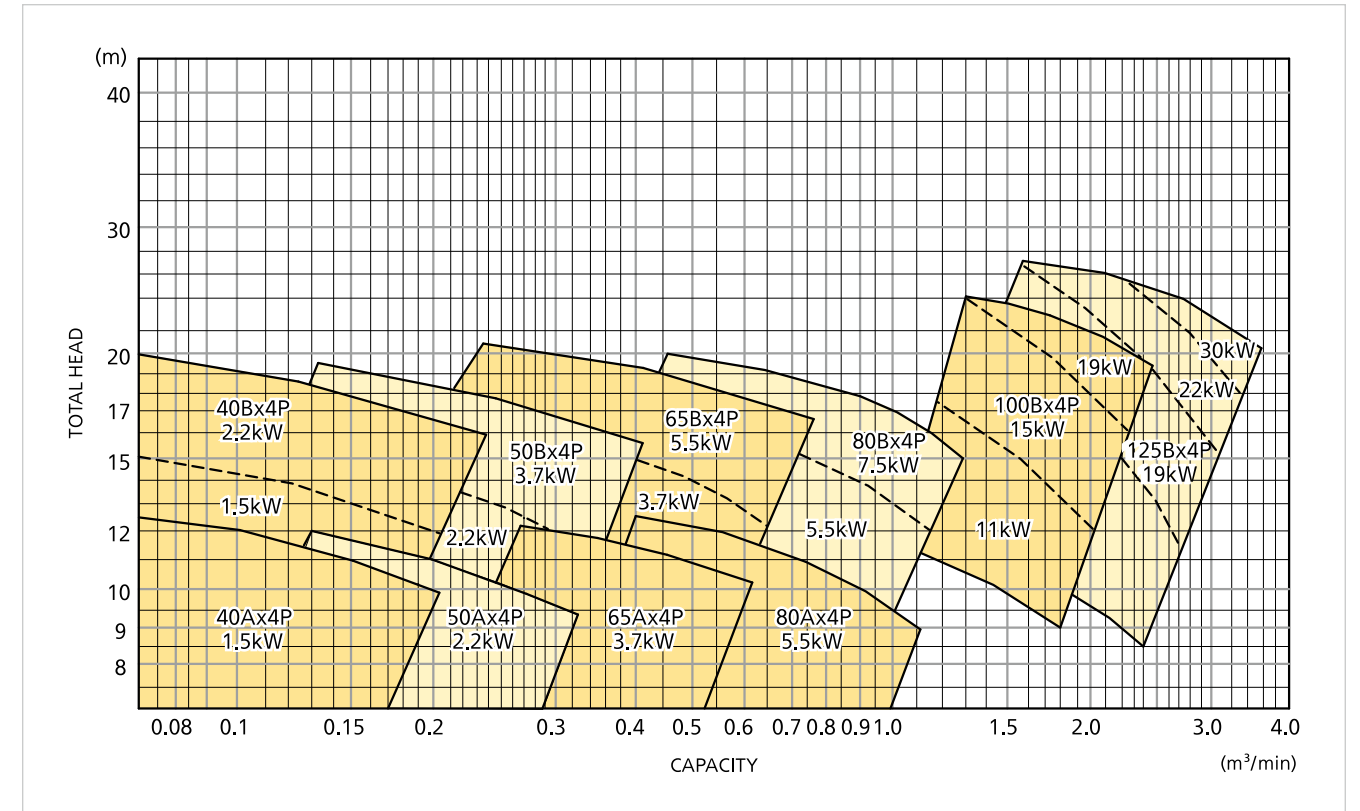 (m)
40
30
20
17
15
12
10
9
8
TOTAL HEAD
40Bx4P
2.2kW
1.5kW
40Ax4P
1.5kW
50Bx4P
3.7kW
2.2kW
50Ax4P
2.2kW
65Bx4P
5.5kW
3.7kW
65Ax4P
3.7kW
80Bx4P
7.5kW
5.5kW
80Ax4P
5.5kW
19kW
100Bx4P
15kW
11kW
30kW
22kW
125Bx4P
19kW
0.08 0.1 0.15 0.2 0.3 0.4 0.5 0.6 0.7 0.8 0.9 1.0 1.5 2.0 3.0 4.0
CAPACITY
(m³/min)